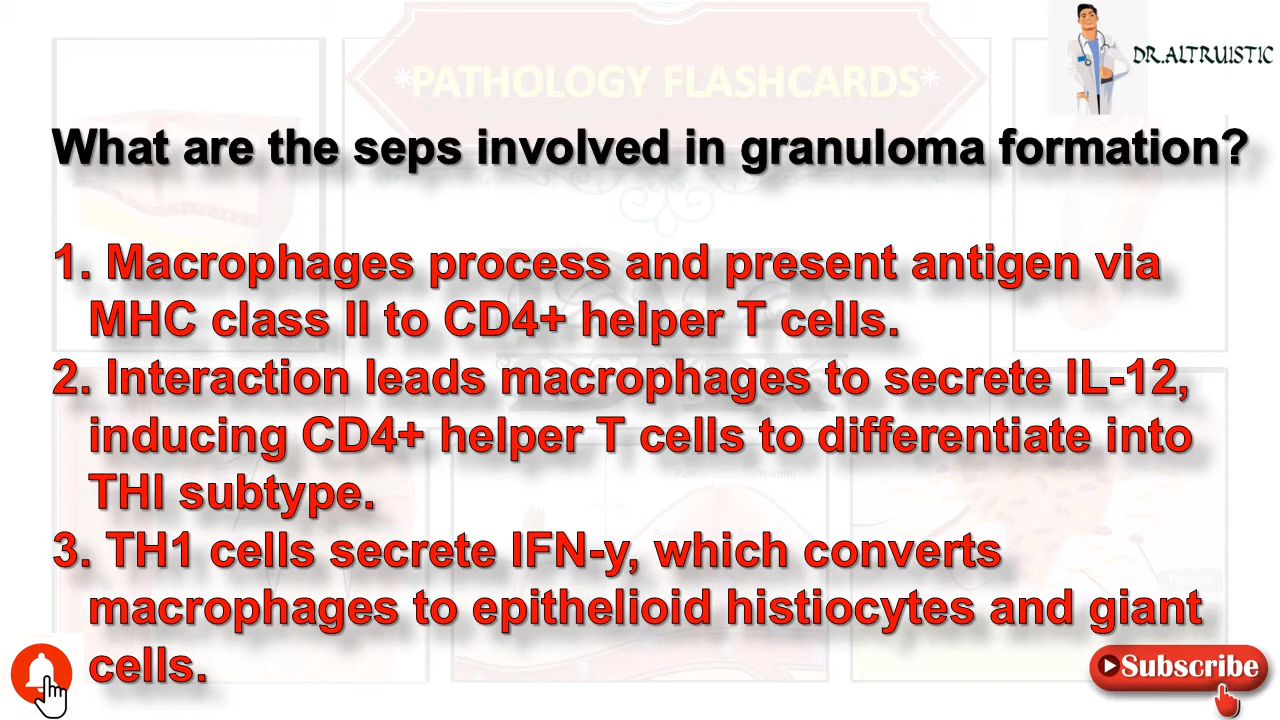 DR.ALTRUISTIC
*PATHOLOGY FLASHCARDS*
What are the seps involved in granuloma formation?
1. Macrophages process and present antigen via
MHC class II to CD4+ helper T cells.
2. Interaction leads macrophages to secrete IL-12,
inducing CD4+ helper T cells to differentiate into
THI subtype.
3. TH1 cells secrete IFN-y, which converts
macrophages to epithelioid histiocytes and giant
cells.
Subscribe